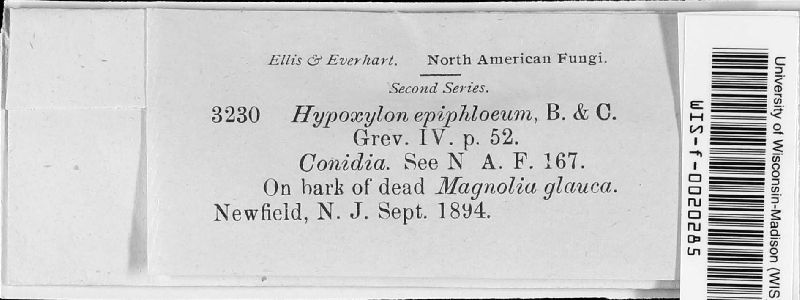 Ellis & Everhart. North American Fungi.
Second Series.
3230 Hypoxylon epiphloeum, B. & C.
Grev. IV. p. 52.
Conidia. See N A. F. 167.
On bark of dead Magnolia glauca.
Newfield, N. J. Sept. 1894.
University of Wisconsin-Madison (WIS
WIS-f-0020285